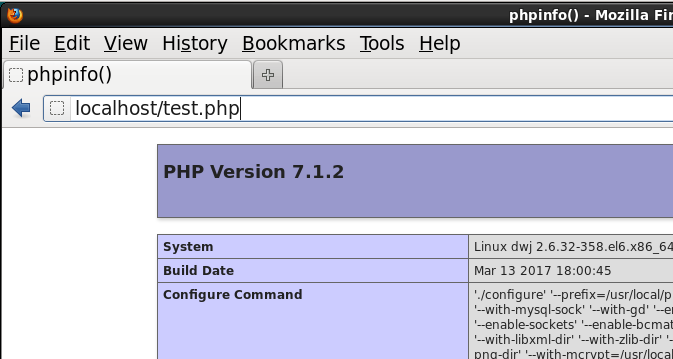 phpinfo() - Mozilla Fir
File Edit View History Bookmarks Tools Help
phpinfo()
localhost/test.php
PHP Version 7.1.2
System Linux dwj 2.6.32-358.el6.x86_64
Build Date Mar 13 2017 18:00:45
Configure Command './configure' '--prefix=/usr/local/p
'--with-mysql-sock' '--with-gd' '--e
'--enable-sockets' '--enable-bcmat
'--with-libxml-dir' '--with-zlib-dir' '-
png-dir' '--with-mcrypt=/usr/loca